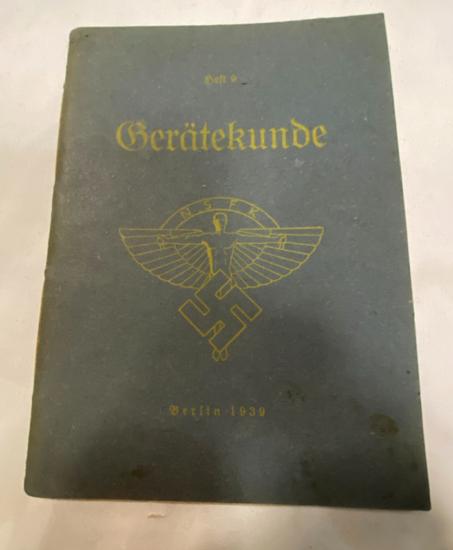 Heft 9
Gerätekunde
NSFK
Berlin 1939